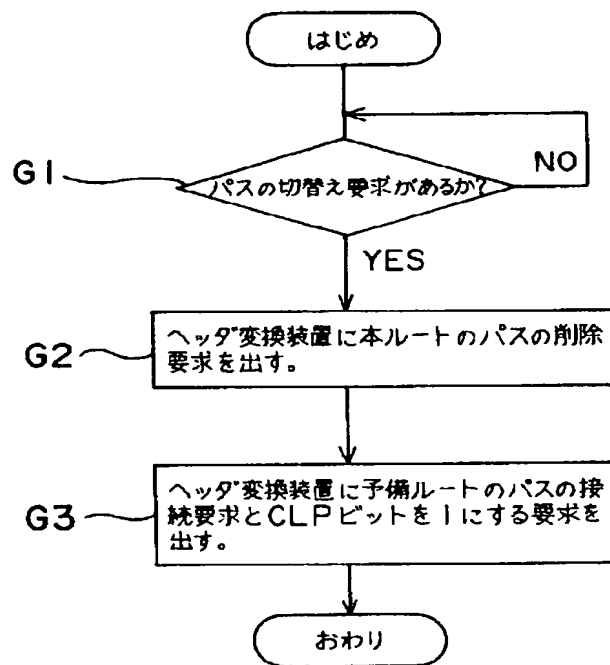 はじめ
NO
G1
パスの切替え要求があるか?
YES
G2
ヘッダ変換装置に本ルートのパスの削除
要求を出す。
G3
ヘッダ変換装置に予備ルートのパスの接
続要求とCLPビットを1にする要求を
出す。
おわり